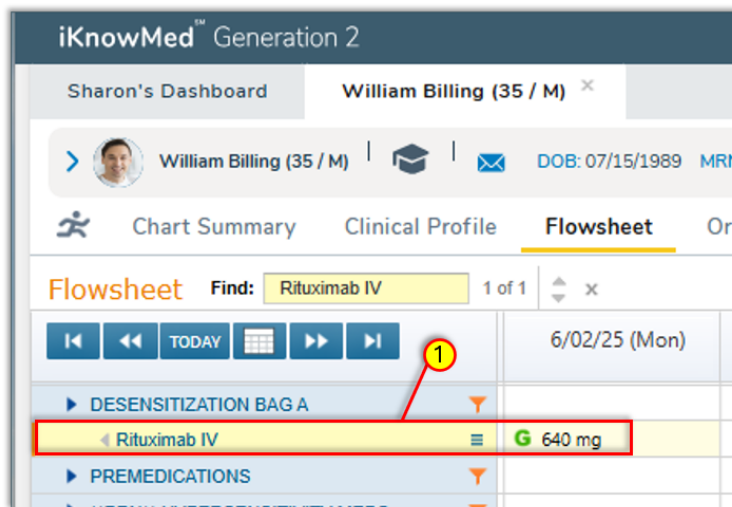 iKnowMed℠ Generation 2
Sharon's Dashboard
William Billing (35 / M) ×
William Billing (35 / M)
DOB: 07/15/1989
Chart Summary
Clinical Profile
Flowsheet
Flowsheet
Find:
Rituximab IV
1 of 1
×
TODAY
6/02/25 (Mon)
1
DESENSITIZATION BAG A
Rituximab IV
G 640 mg
PREMEDICATIONS